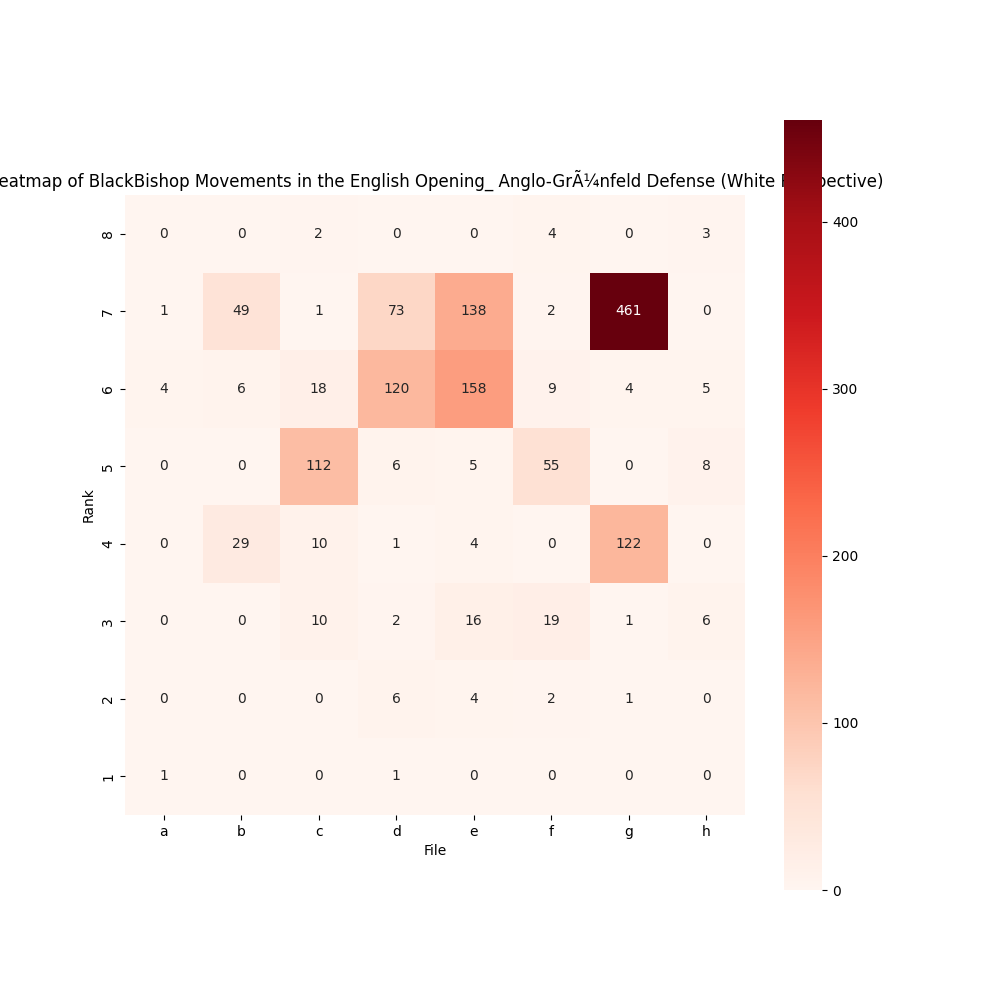 eatmap of BlackBishop Movements in the English Opening_ Anglo-GrÃ¼nfeld Defense (White Perspective)
8 0 0 2 0 0 4 0 3
7 1 49 1 73 138 2 461 0
6 4 6 18 120 158 9 4 5
5 0 0 112 6 5 55 0 8
4 0 29 10 1 4 0 122 0
3 0 0 10 2 16 19 1 6
2 0 0 0 6 4 2 1 0
1 1 0 0 1 0 0 0 0
a b c d e f g h
File
Rank
400
300
200
100
0